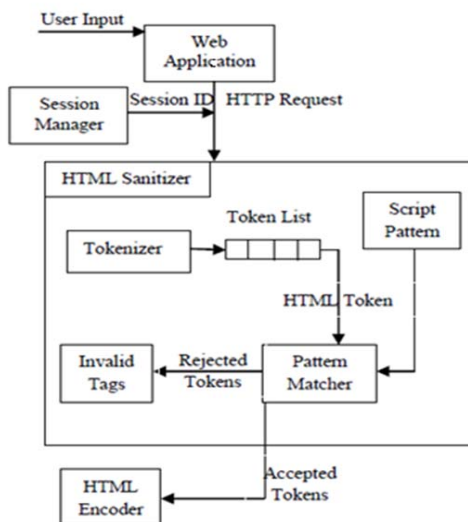 User Input
Web
Application
Session
Manager
Session ID
HTTP Request
HTML Sanitizer
Token List
Script
Pattern
Tokenizer
HTML Token
Invalid
Tags
Rejected
Tokens
Pattern
Matcher
Accepted
Tokens
HTML
Encoder